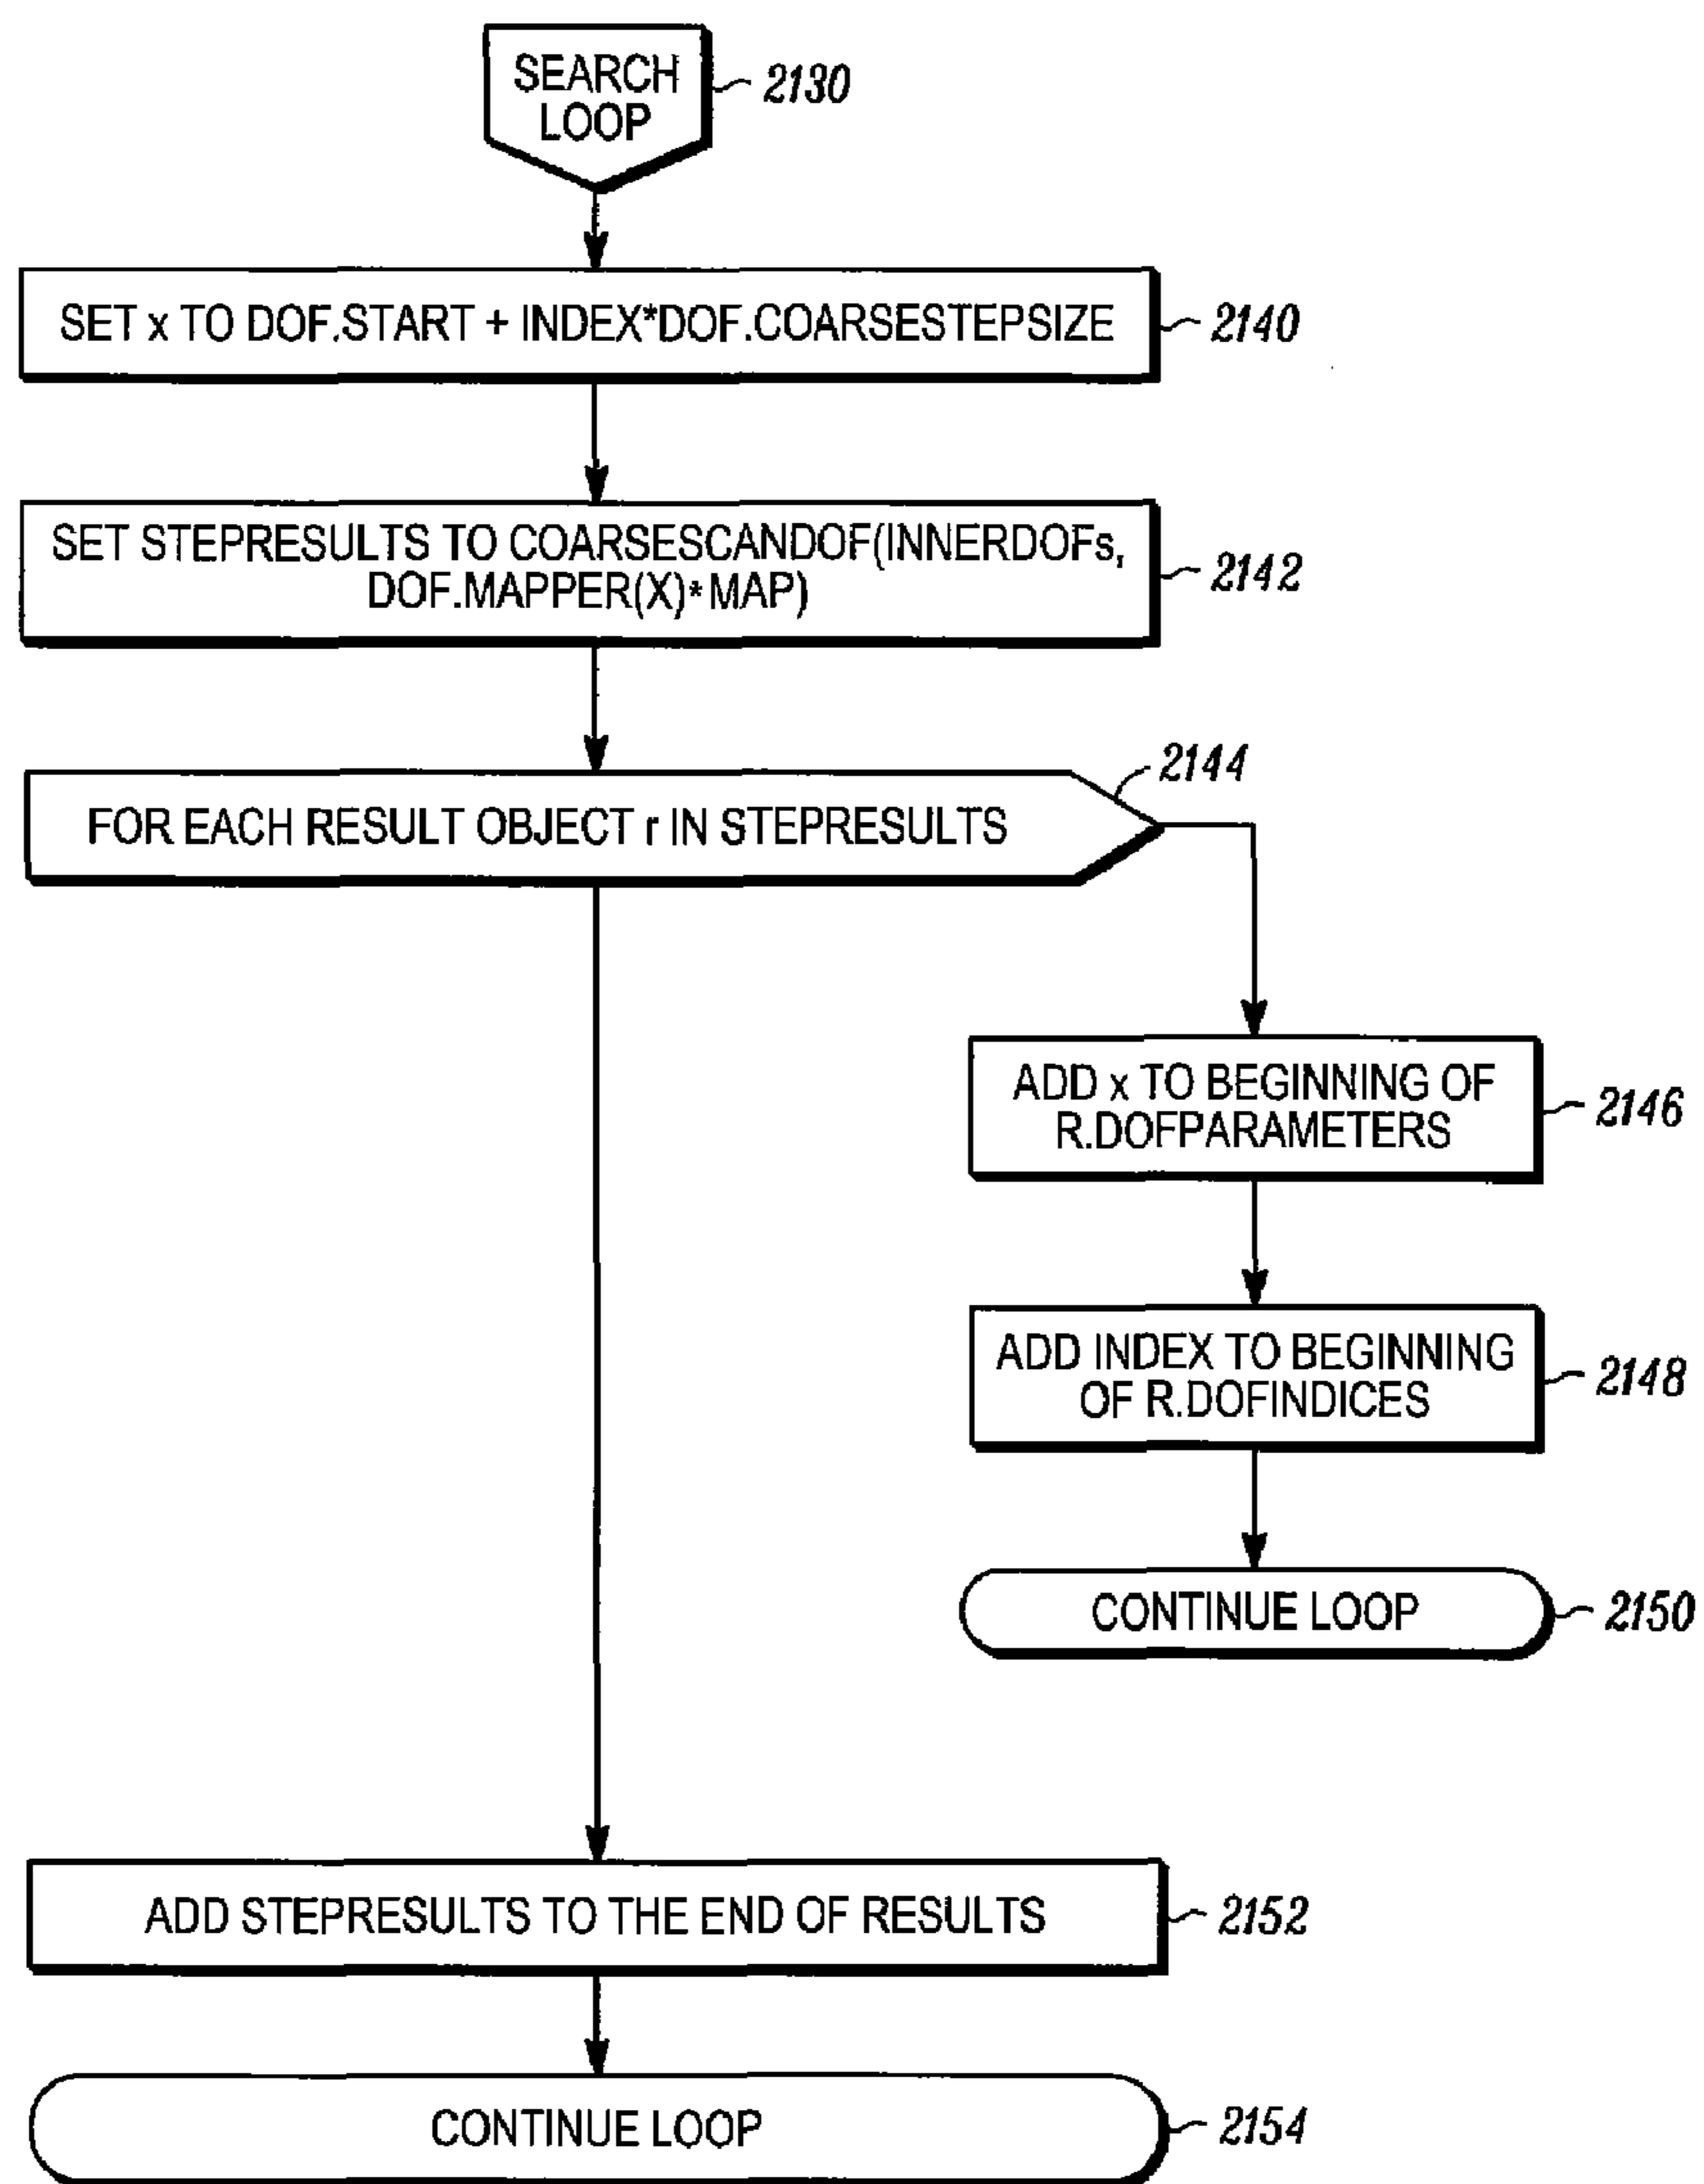 SEARCH
LOOP
2130
SET x TO DOF.START + INDEX*DOF.COARSESTEPSIZE
2140
SET STEPRESULTS TO COARSESCANDOF(INNERDOFs,
DOF.MAPPER(X)*MAP)
2142
2144
FOR EACH RESULT OBJECT r IN STEPRESULTS
ADD x TO BEGINNING OF
R.DOFPARAMETERS
2146
ADD INDEX TO BEGINNING
OF R.DOFINDICES
2148
CONTINUE LOOP
2150
ADD STEPRESULTS TO THE END OF RESULTS
2152
CONTINUE LOOP
2154